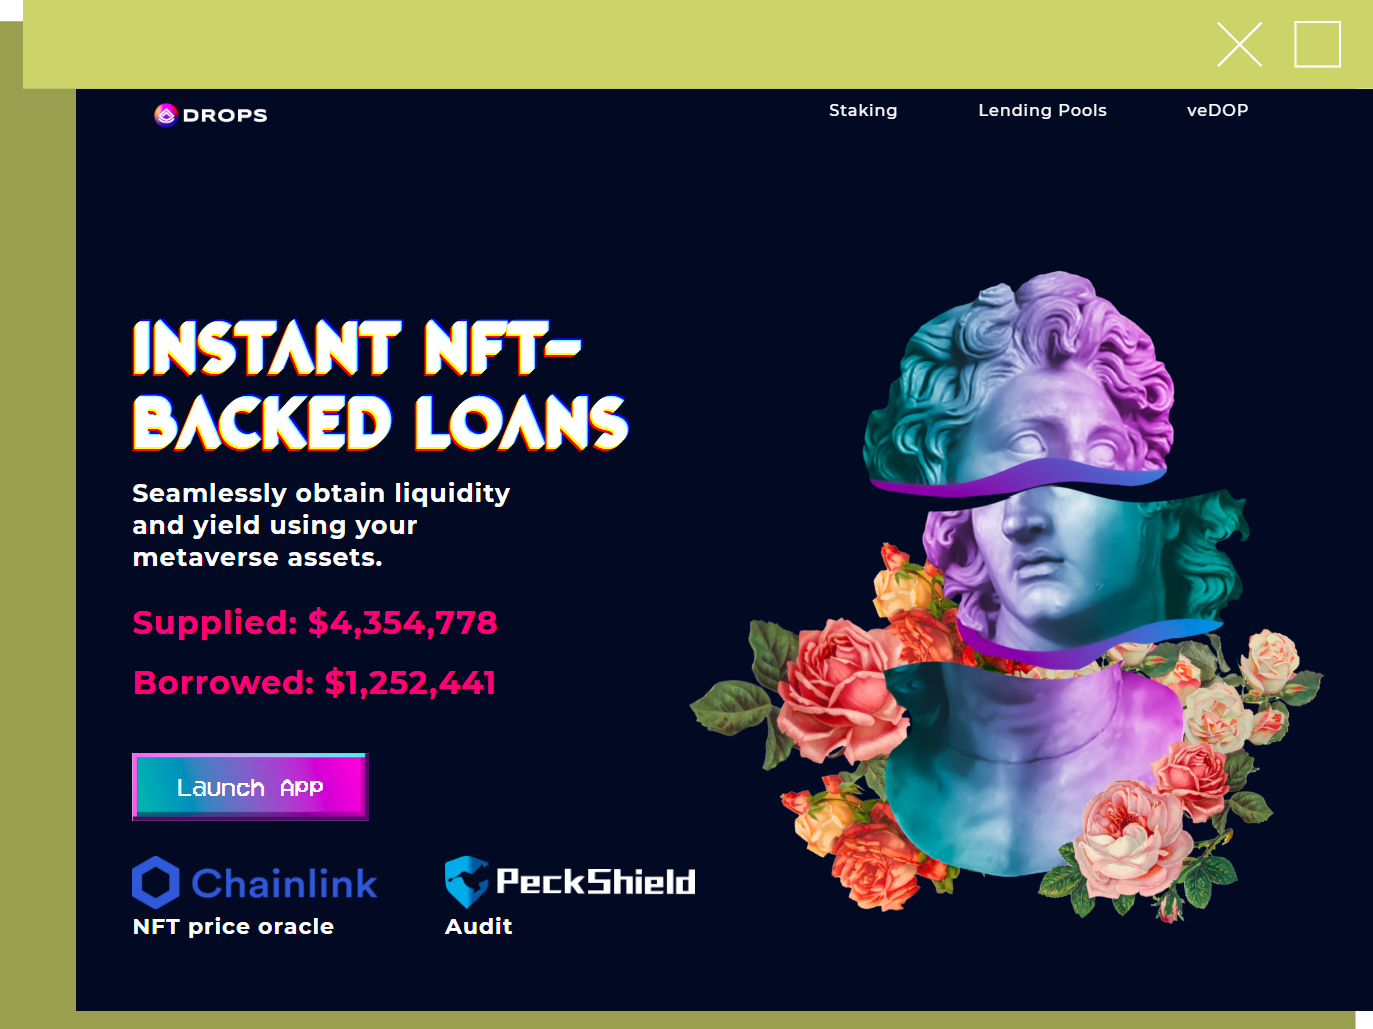 DROPS
Staking
Lending Pools
veDOP
INSTANT NFT-
BACKED LOANS
Seamlessly obtain liquidity
and yield using your
metaverse assets.
Supplied: $4,354,778
Borrowed: $1,252,441
Launch App
Chainlink
NFT price oracle
PeckShield
Audit